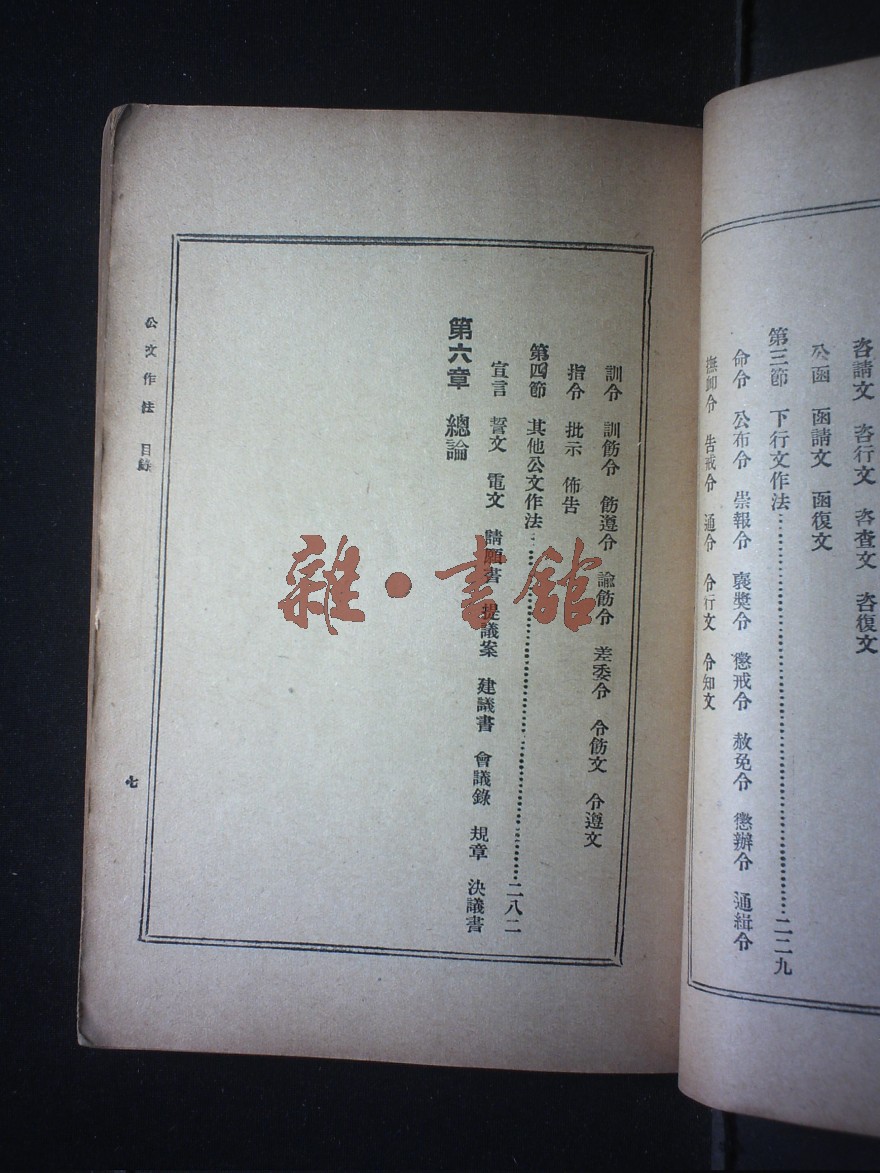 咨請文　咨行文　咨查文　咨復文
公函　函請文　函復文
第三節　下行文作法…………二二九
命令　公布令　崇報令　褒獎令　懲戒令　赦免令　懲辦令　通緝令
撫卹令　告戒令　通令　令行文　令知文
訓令　訓飭令　飭遵令　諭飭令　差委令　令飭文　令遵文
指令　批示　佈告
第四節　其他公文作法…………二八二
宣言　誓文　電文　請願書　提議案　建議書　會議錄　規章　決議書
第六章　總論
公文作法　目錄
七
雜·書館